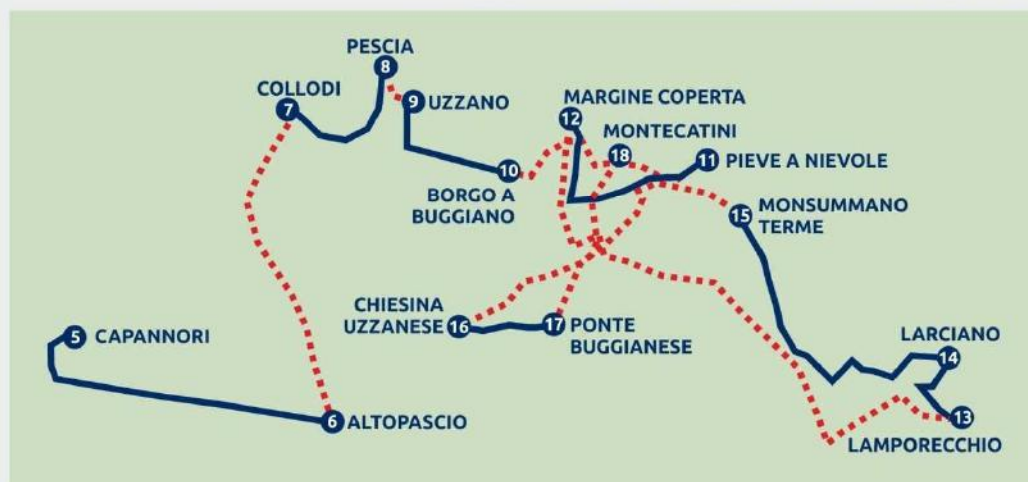 PESCIA
8
COLLODI
7
9 UZZANO
MARGINE COPERTA
12
MONTECATINI
18
11 PIEVE A NIEVOLE
10
BORGO A
BUGGIANO
15 MONSUMMANO
TERME
CHIESINA
UZZANESE 16
17 PONTE
BUGGIANESE
5 CAPANNORI
LARCIANO
14
6 ALTOPASCIO
13
LAMPORECCHIO